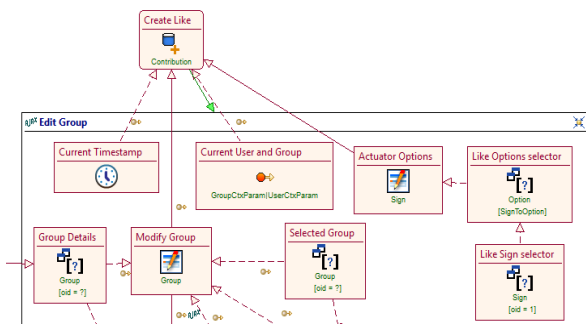 Create Like
Contribution
AJAX Edit Group
Current Timestamp
Current User and Group
GroupCtxParam|UserCtxParam
Actuator Options
Sign
Like Options selector
[?]
Option
[SignToOption]
Group Details
[?]
Group
[oid = ?]
Modify Group
Group
Selected Group
[?]
Group
[oid = ?]
Like Sign selector
[?]
Sign
[oid = 1]
AJAX